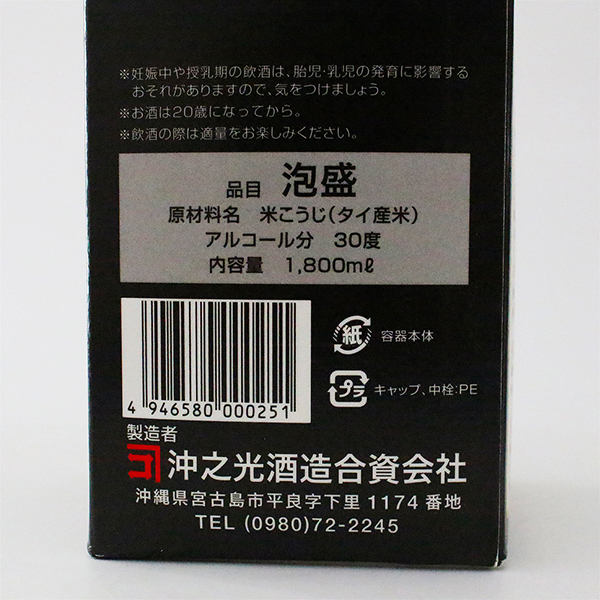 ※妊娠中や授乳期の飲酒は、胎児・乳児の発育に影響する
おそれがありますので、気をつけましょう。
※お酒は20歳になってから。
※飲酒の際は適量をお楽しみください。
品目 泡盛
原材料名 米こうじ(タイ産米)
アルコール分 30度
内容量 1,800mℓ
4 946580 000251
紙 容器本体
プラ キャップ、中栓:PE
製造者
沖之光酒造合資会社
沖縄県宮古島市平良字下里1174番地
TEL (0980)72-2245